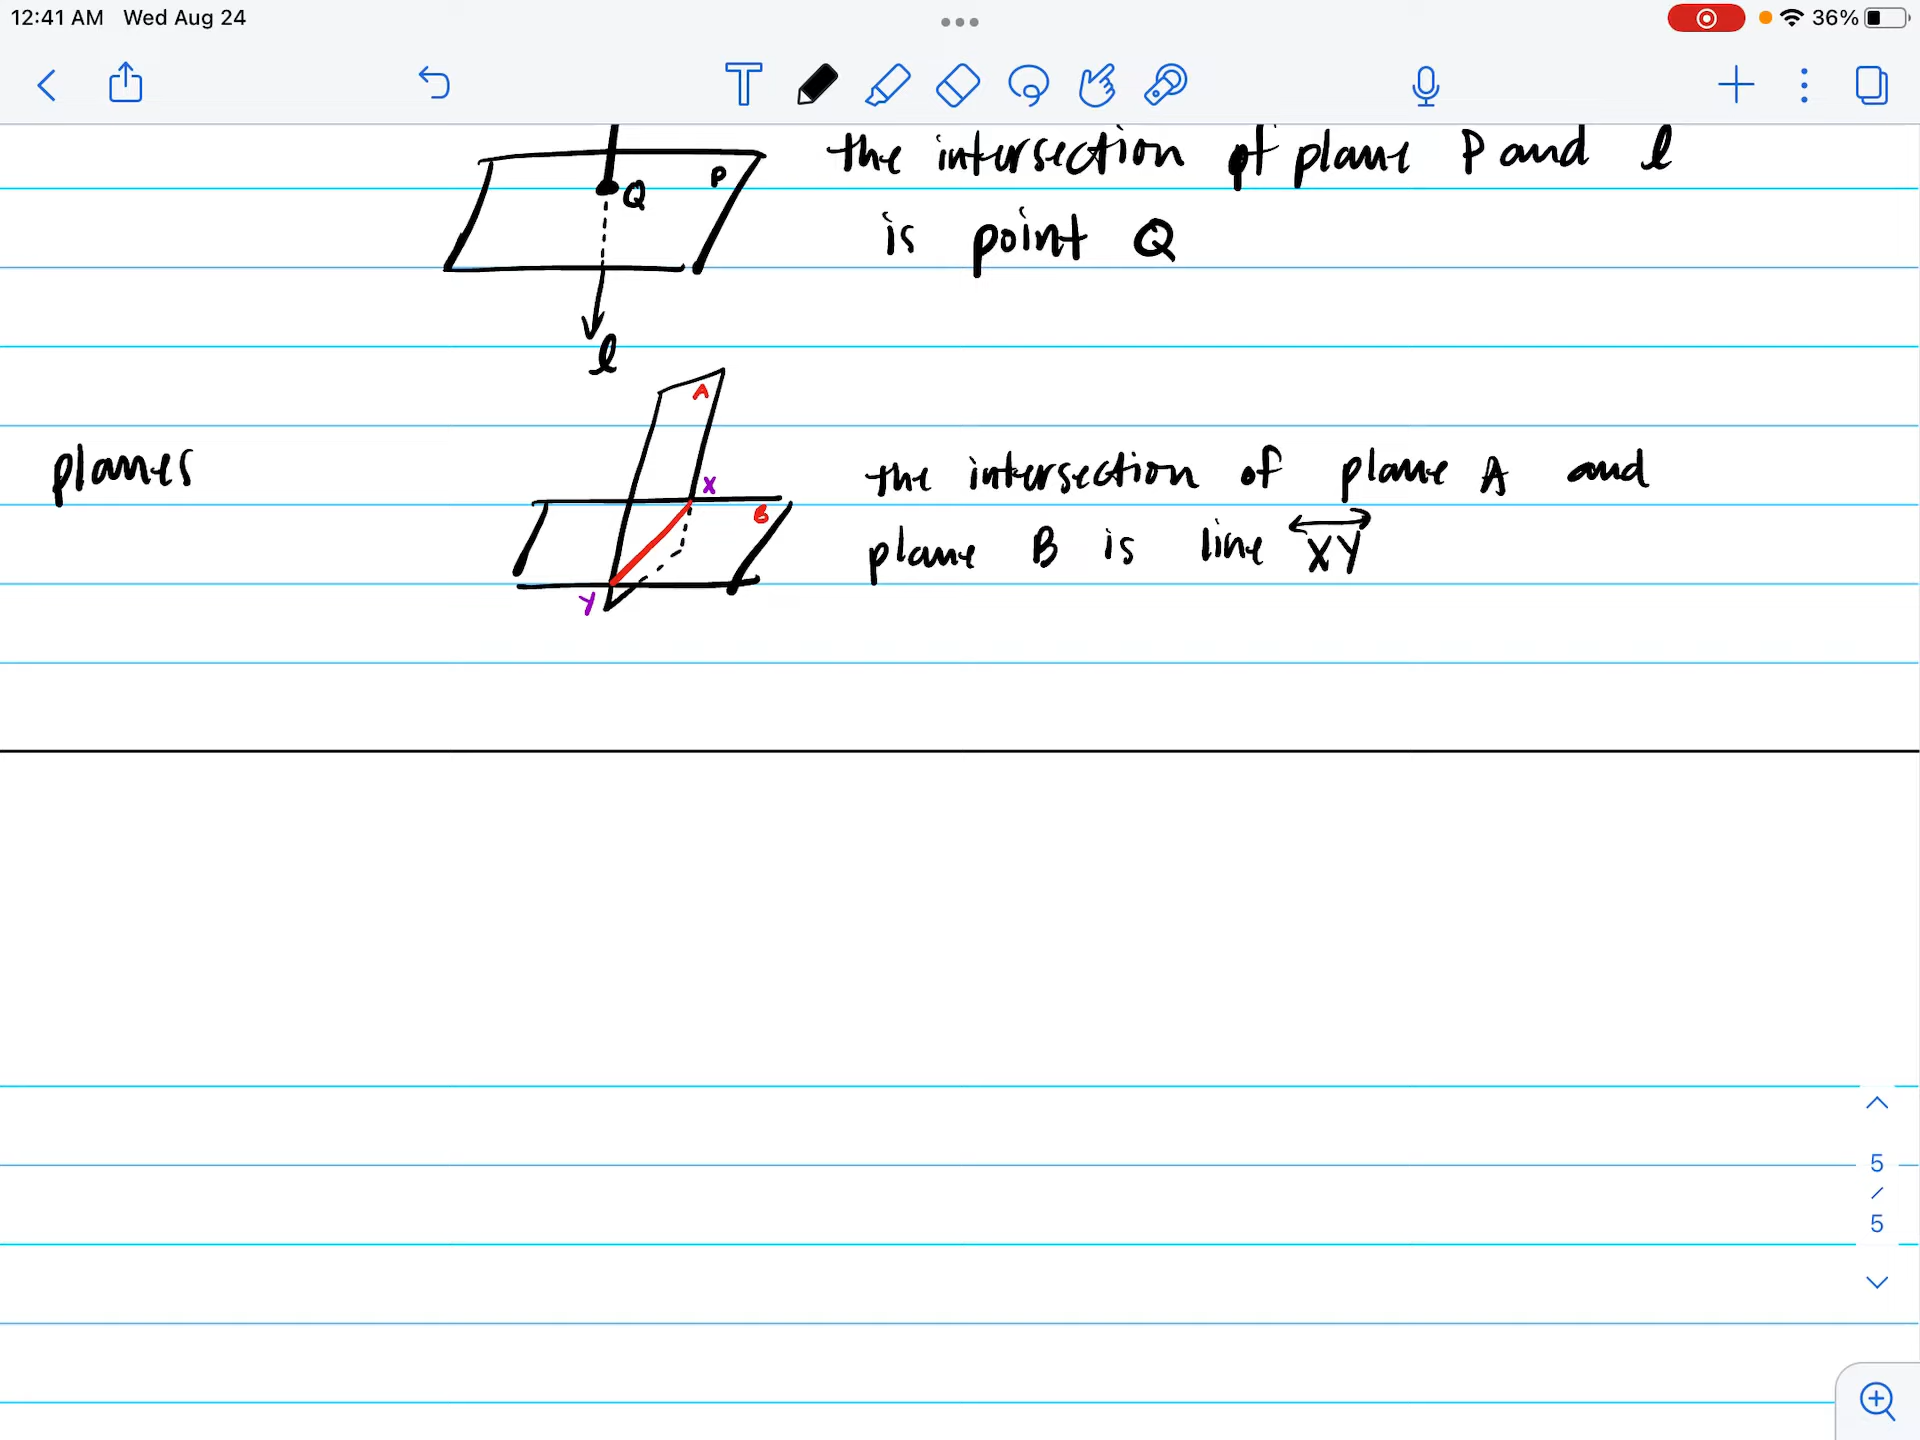 12:41 AM Wed Aug 24
36%
the intersection of plane P and l
is point Q
P
Q
l
A
planes
the intersection of plane A and
X
B
plane B is line XY
Y
5
/
5